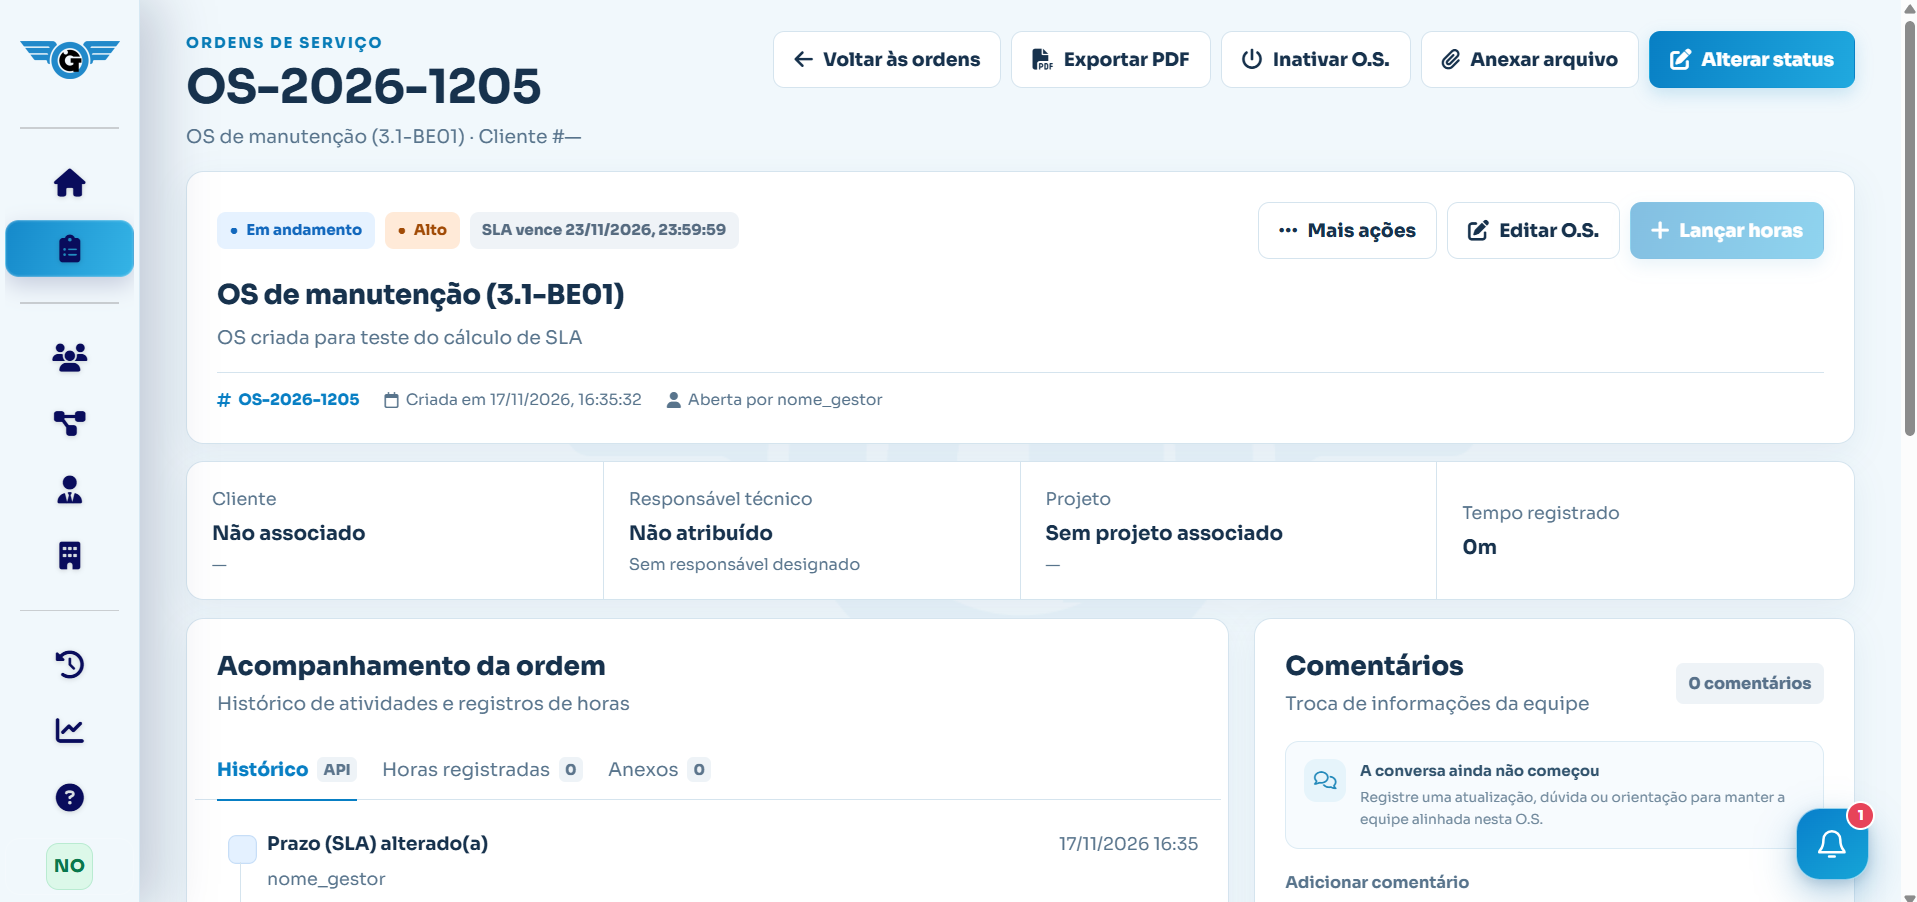 G
ORDENS DE SERVIÇO
OS-2026-1205
OS de manutenção (3.1-BE01) · Cliente #—
Voltar às ordens
PDF
Exportar PDF
Inativar O.S.
Anexar arquivo
Alterar status
Em andamento
Alto
SLA vence 23/11/2026, 23:59:59
Mais ações
Editar O.S.
Lançar horas
OS de manutenção (3.1-BE01)
OS criada para teste do cálculo de SLA
# OS-2026-1205
Criada em 17/11/2026, 16:35:32
Aberta por nome_gestor
Cliente
Não associado
—
Responsável técnico
Não atribuído
Sem responsável designado
Projeto
Sem projeto associado
—
Tempo registrado
0m
Acompanhamento da ordem
Histórico de atividades e registros de horas
Histórico API
Horas registradas 0
Anexos 0
Prazo (SLA) alterado(a)
17/11/2026 16:35
nome_gestor
Comentários
Troca de informações da equipe
0 comentários
A conversa ainda não começou
Registre uma atualização, dúvida ou orientação para manter a
equipe alinhada nesta O.S.
Adicionar comentário
1
?
NO